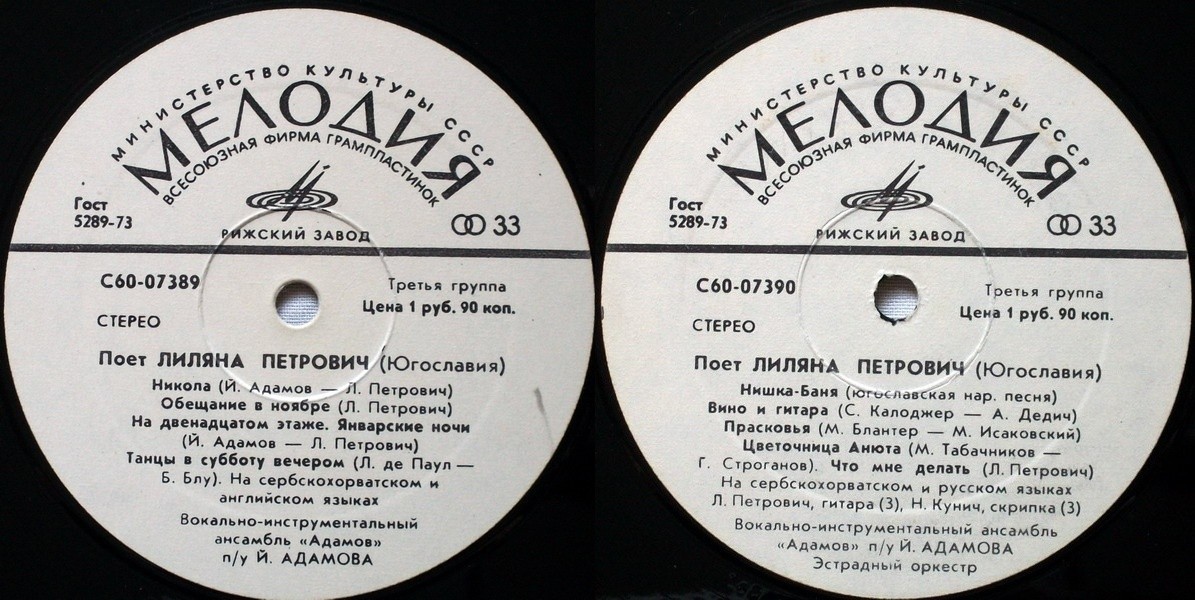 МИНИСТЕРСТВО КУЛЬТУРЫ СССР
МЕЛОДИЯ
ВСЕСОЮЗНАЯ ФИРМА ГРАМПЛАСТИНОК
Гост
5289-73
33
РИЖСКИЙ ЗАВОД
С60-07389
Третья группа
Цена 1 руб. 90 коп.
СТЕРЕО
Поет ЛИЛЯНА ПЕТРОВИЧ (Югославия)
Никола (Й. Адамов — Л. Петрович)
Обещание в ноябре (Л. Петрович)
На двенадцатом этаже. Январские ночи
(Й. Адамов — Л. Петрович)
Танцы в субботу вечером (Л. де Паул —
Б. Блу). На сербскохорватском и
английском языках
Вокально-инструментальный
ансамбль «Адамов»
п/у Й. АДАМОВА
МИНИСТЕРСТВО КУЛЬТУРЫ СССР
МЕЛОДИЯ
ВСЕСОЮЗНАЯ ФИРМА ГРАМПЛАСТИНОК
Гост
5289-73
33
РИЖСКИЙ ЗАВОД
С60-07390
Третья группа
Цена 1 руб. 90 коп.
СТЕРЕО
Поет ЛИЛЯНА ПЕТРОВИЧ (Югославия)
Нишка-Баня (югославская нар. песня)
Вино и гитара (С. Калоджер — А. Дедич)
Прасковья (М. Блантер — М. Исаковский)
Цветочница Анюта (М. Табачников —
Г. Строганов). Что мне делать (Л. Петрович)
На сербскохорватском и русском языках
Л. Петрович, гитара (3), Н. Кунич, скрипка (3)
Вокально-инструментальный ансамбль
«Адамов» п/у Й. АДАМОВА
Эстрадный оркестр